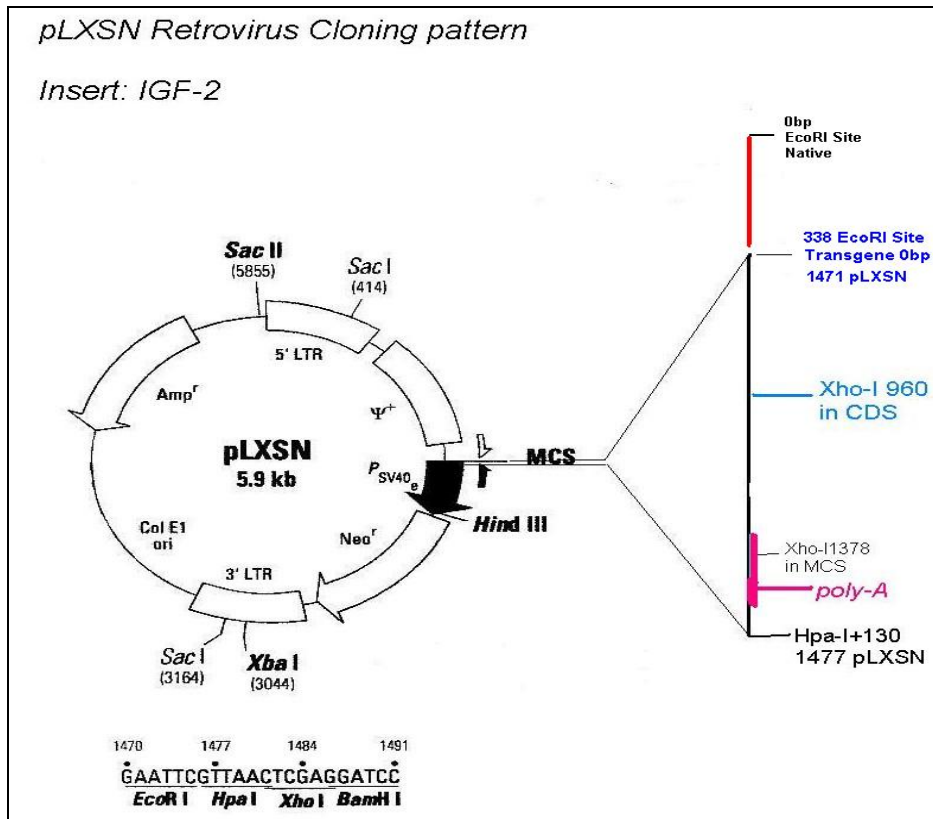 pLXSN Retrovirus Cloning pattern
Insert: IGF-2
0bp
EcoRI Site
Native
338 EcoRI Site
Transgene 0bp
1471 pLXSN
Xho-I 960
in CDS
Xho-I1378
in MCS
poly-A
Hpa-I+130
1477 pLXSN
Sac II
(5855)
Sac I
(414)
5' LTR
Ampʳ
Ψ⁺
pLXSN
5.9 kb
PSV40e
MCS
Hind III
Col E1
ori
Neoʳ
3' LTR
Sac I
(3164)
Xba I
(3044)
1470 1477 1484 1491
GAATTCGTTAACTCGAGGATCC
EcoR I Hpa I Xho I BamH I